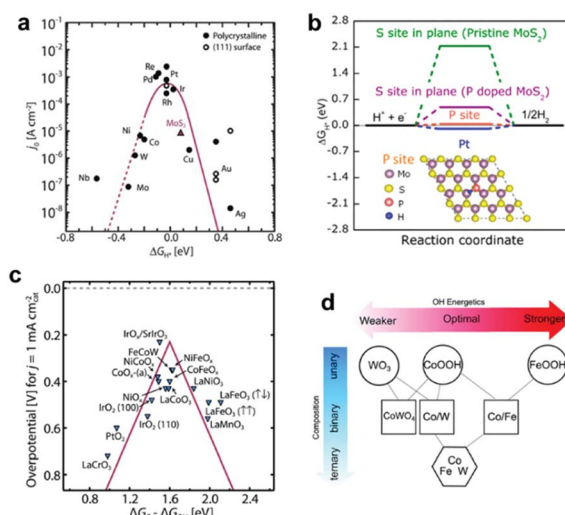 a
Polycrystalline
(111) surface
j₀ [A cm⁻²]
10⁻¹
10⁻²
10⁻³
10⁻⁴
10⁻⁵
10⁻⁶
10⁻⁷
10⁻⁸
Re
Pd
Pt
Ir
Rh
MoS₂
Ni
Co
W
Cu
Au
Nb
Mo
Ag
-0.8 -0.4 0.0 0.4 0.8
ΔG_H* [eV]
b
S site in plane (Pristine MoS₂)
S site in plane (P doped MoS₂)
P site
H⁺ + e⁻
1/2H₂
Pt
ΔG_H* (eV)
2.8
2.1
1.4
0.7
0.0
-0.7
-1.4
-2.1
-2.8
P site
Mo
S
P
H
Reaction coordinate
c
Overpotential [V] for j = 1 mA cm⁻²cat
0.0
0.2
0.4
0.6
0.8
IrOₓ/SrIrO₃
FeCoW
NiFeOₓ
NiCoOₓ
CoFeOₓ
CoOₓ-(a)
LaNiO₃
NiOₓ
LaCoO₃
LaFeO₃ (↑↓)
IrO₂ (100)
LaFeO₃ (↑↑)
IrO₂ (110)
LaMnO₃
PtO₂
LaCrO₃
0.8 1.2 1.6 2.0 2.4
d
OH Energetics
Weaker Optimal Stronger
Composition
unary
binary
ternary
WO₃
CoOOH
FeOOH
CoWO₄
Co/W
Co/Fe
Co
Fe W